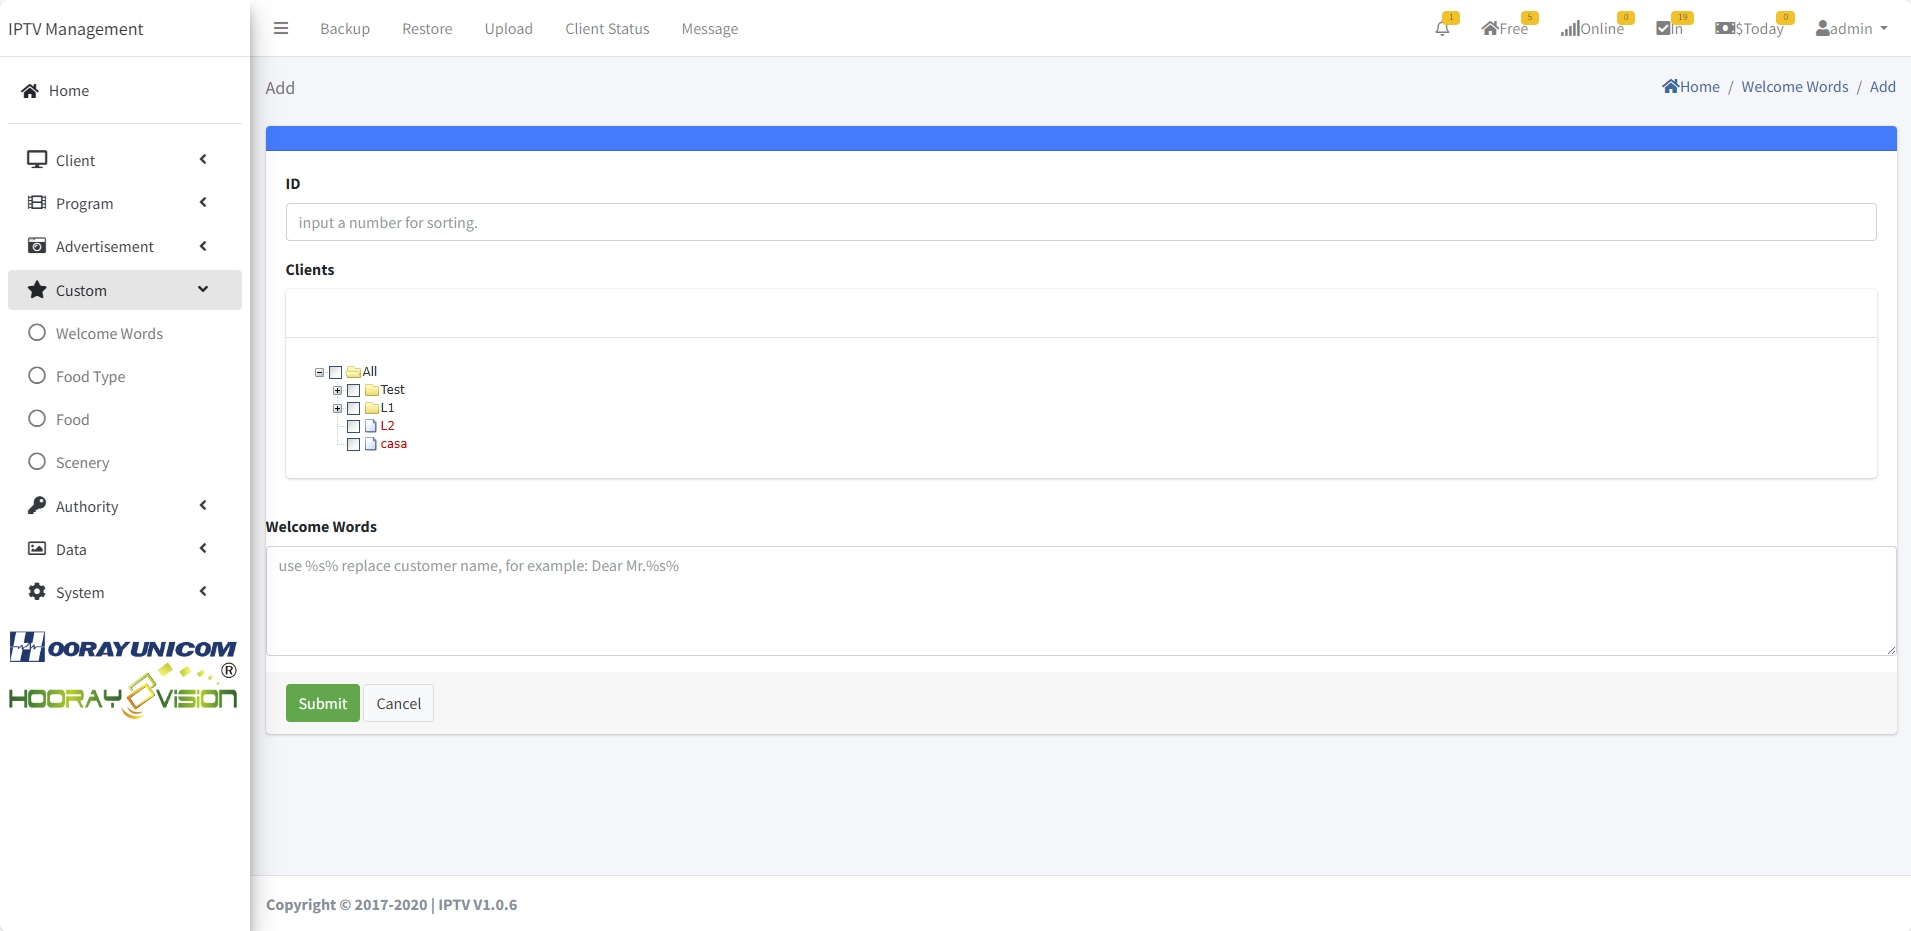 IPTV Management
Backup Restore Upload Client Status Message
1
Free 5
Online 0
In 19
$Today 0
admin
Home
Client
Program
Advertisement
Custom
Welcome Words
Food Type
Food
Scenery
Authority
Data
System
HOORAYUNICOM
®
HOORAY VISION
Add
Home / Welcome Words / Add
ID
input a number for sorting.
Clients
All
Test
L1
L2
casa
Welcome Words
use %s% replace customer name, for example: Dear Mr.%s%
Submit Cancel
Copyright © 2017-2020 | IPTV V1.0.6